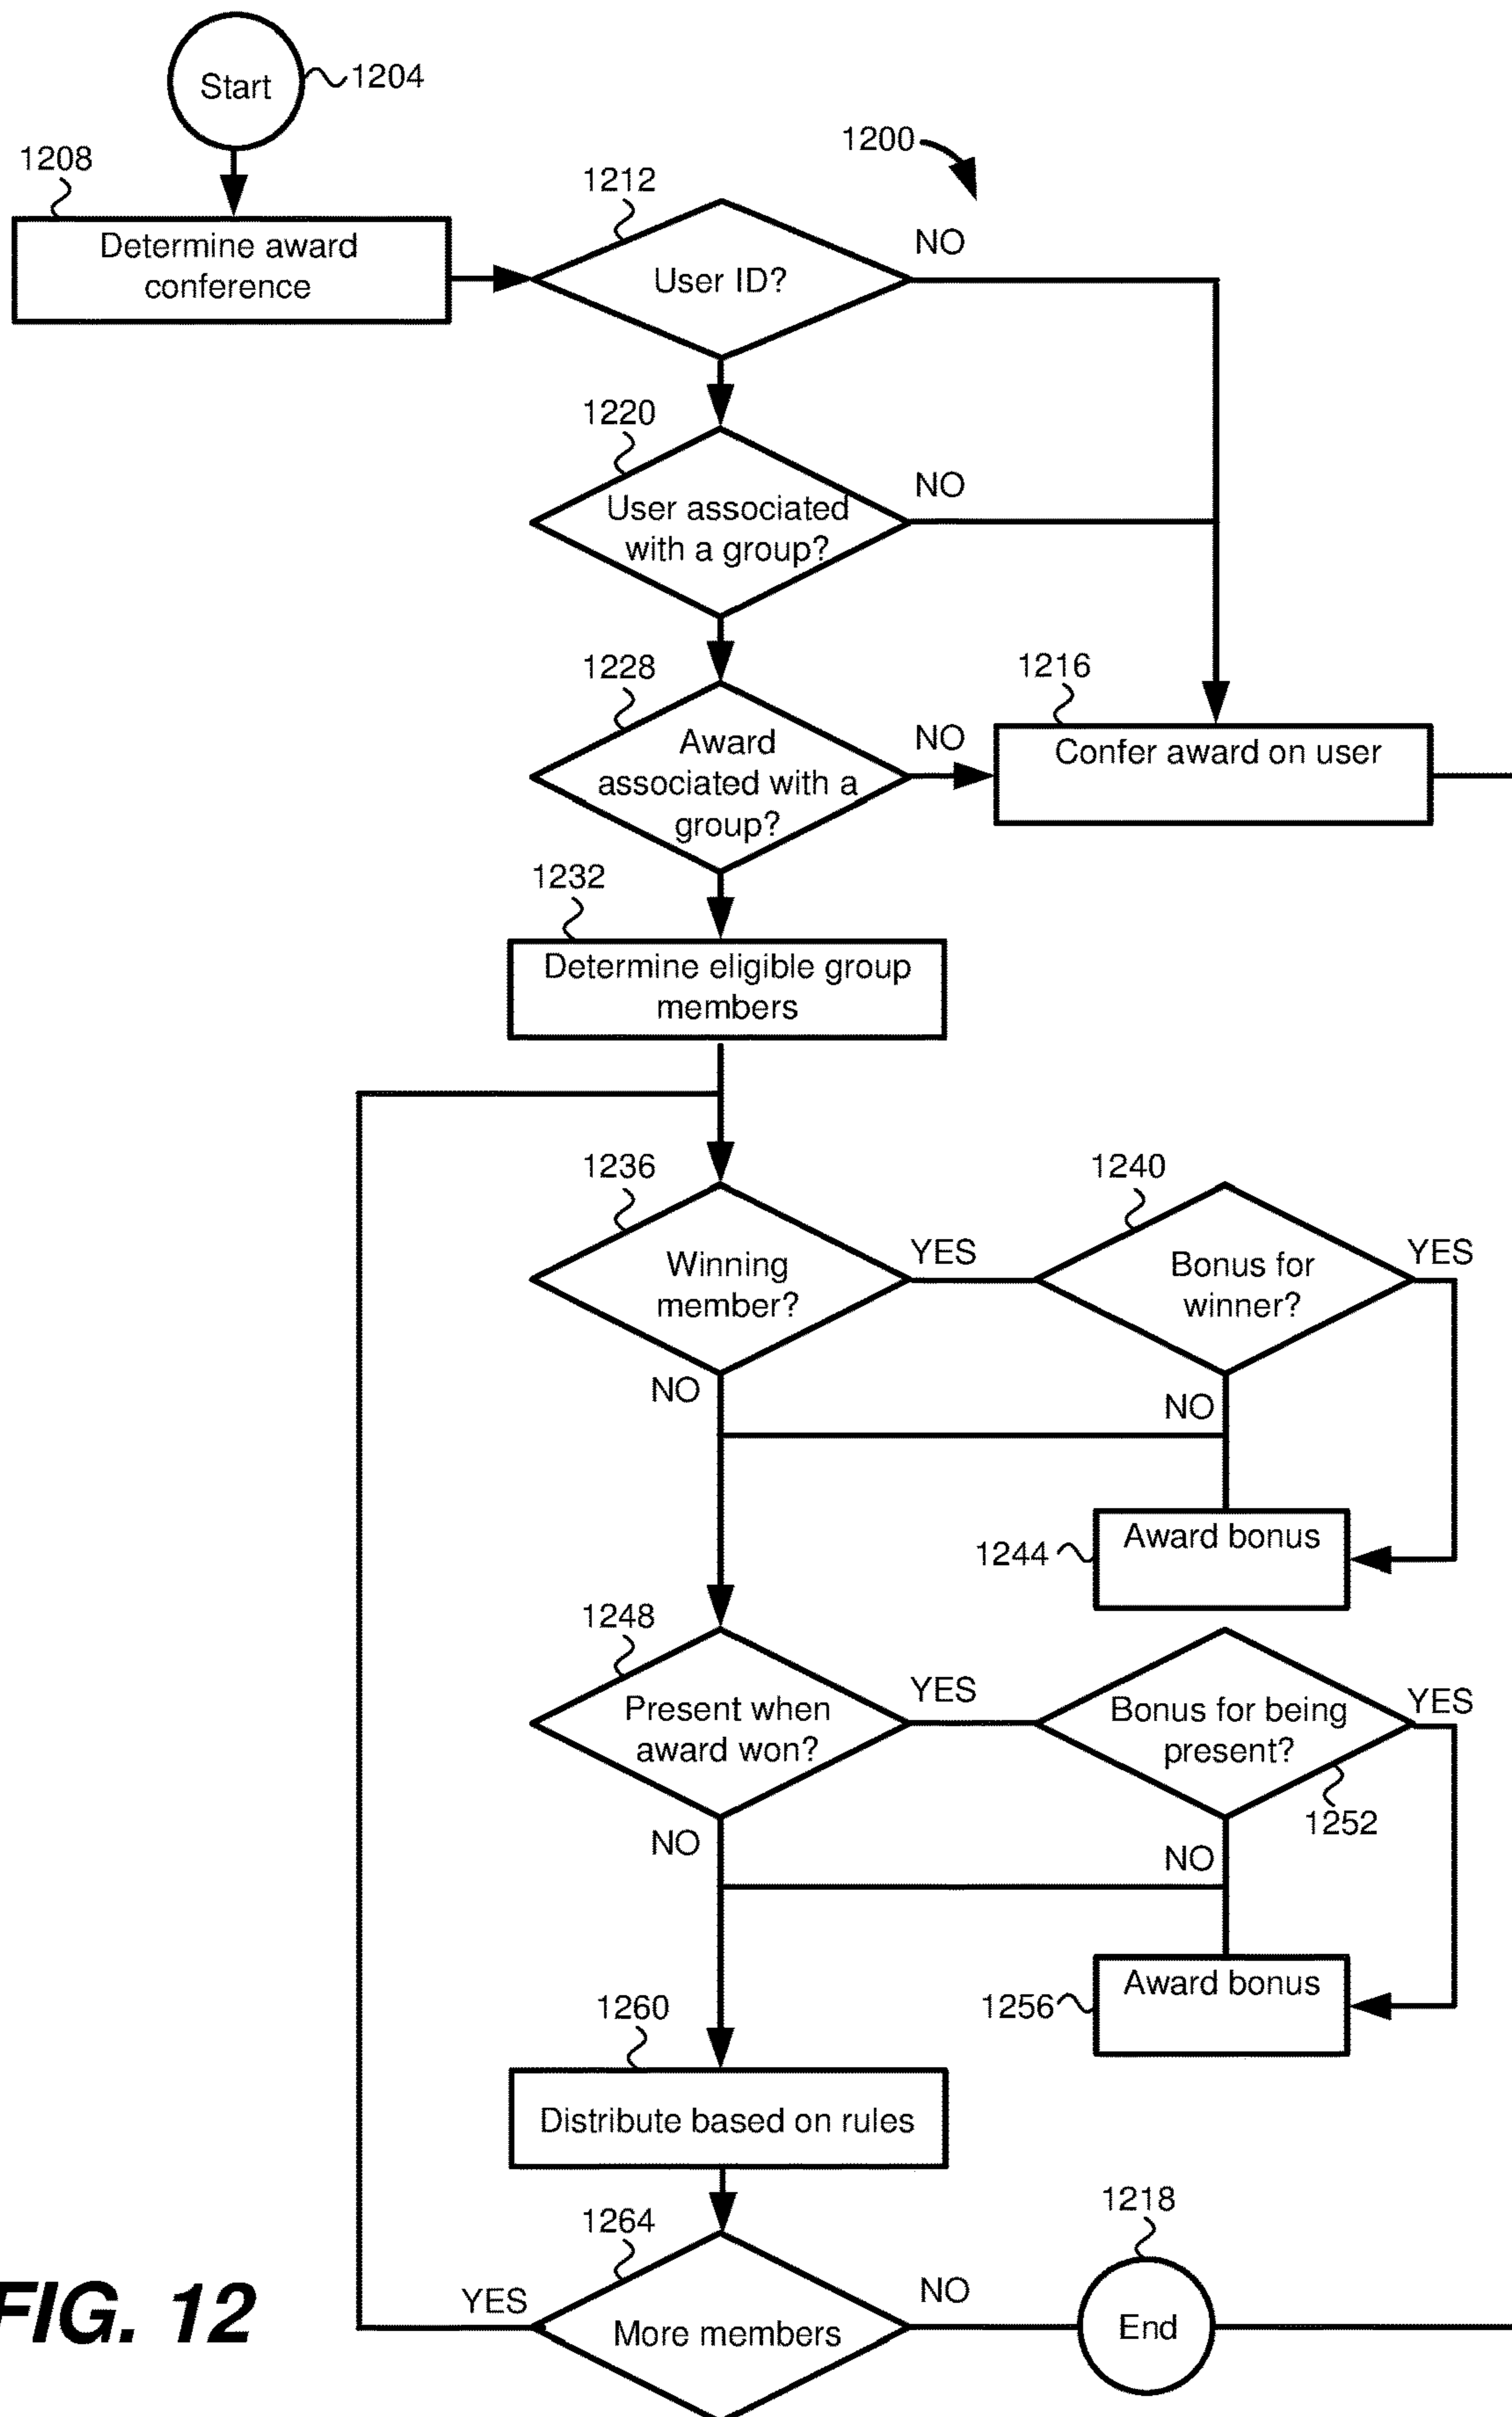 Start
1204
1200
1208
Determine award
conference
1212
User ID?
NO
1220
User associated
with a group?
NO
1228
Award
associated with a
group?
NO
1216
Confer award on user
1232
Determine eligible group
members
1236
Winning
member?
YES
NO
1240
Bonus for
winner?
YES
NO
1244
Award bonus
1248
Present when
award won?
YES
NO
Bonus for being
present?
YES
1252
NO
1256
Award bonus
1260
Distribute based on rules
1264
More members
YES
NO
1218
End
FIG. 12